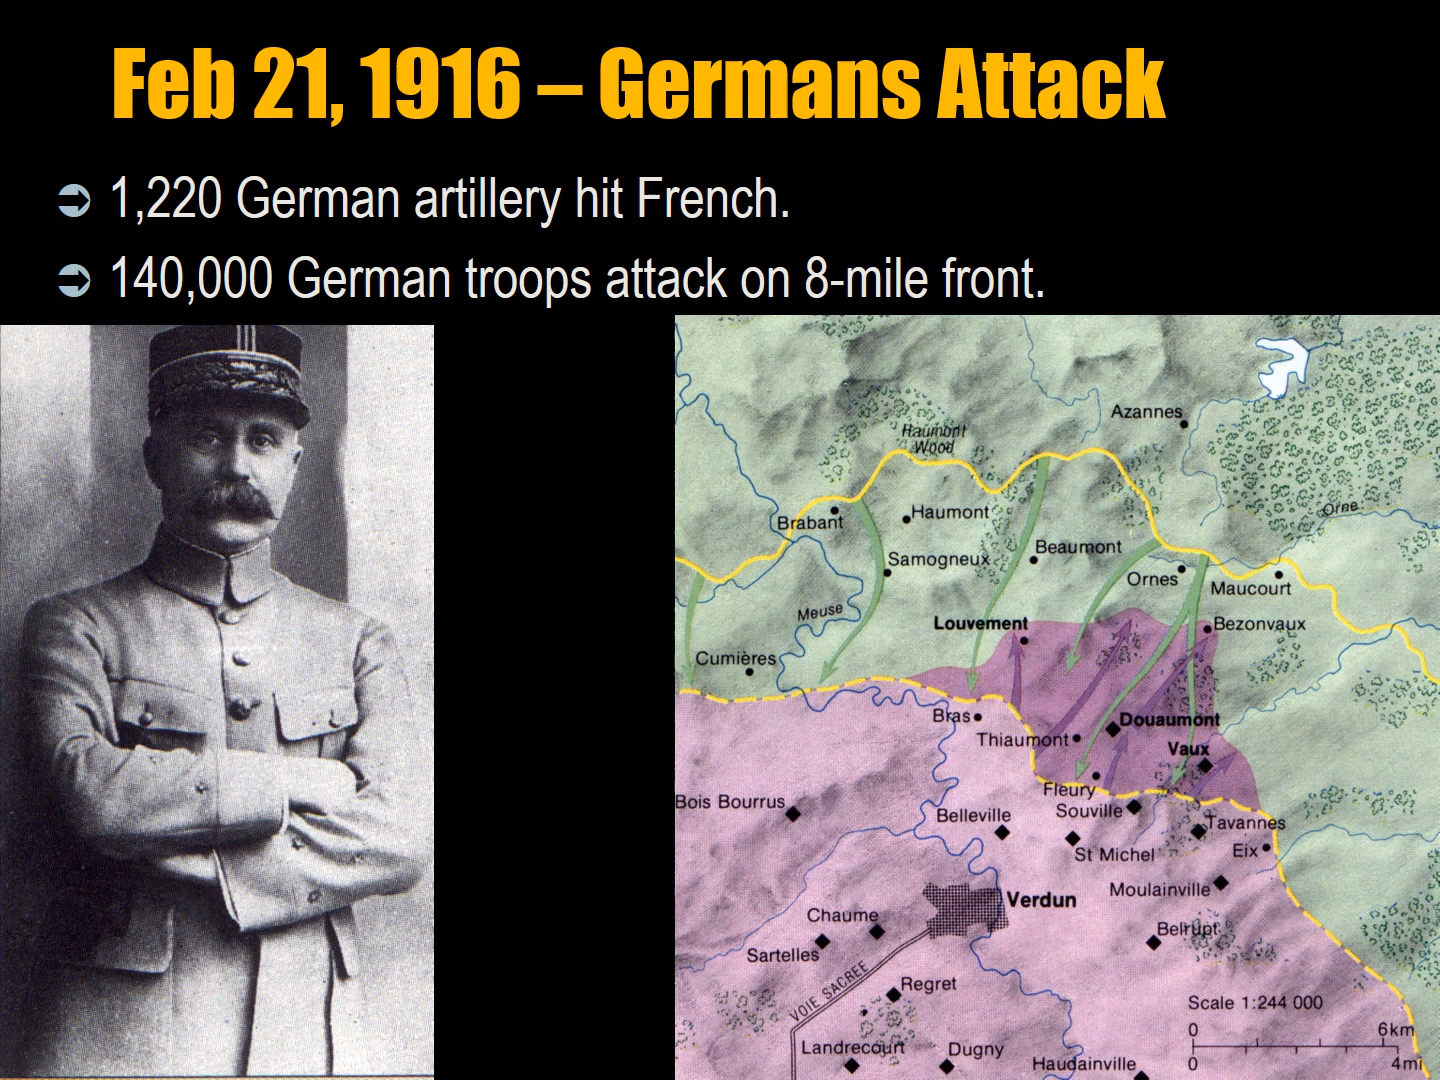 Feb 21, 1916 – Germans Attack
1,220 German artillery hit French.
140,000 German troops attack on 8-mile front.
Azannes
Haumont
Wood
Orne
Brabant
Haumont
Samogneux
Beaumont
Ornes
Maucourt
Meuse
Louvement
Bezonvaux
Cumières
Bras
Douaumont
Thiaumont
Vaux
Fleury
Bois Bourrus
Belleville
Souville
Tavannes
St Michel
Eix
Moulainville
Verdun
Chaume
Belrupt
Sartelles
VOIE SACREE
Regret
Scale 1:244 000
0 6km
0 4mi
Landrecourt
Dugny
Haudainville